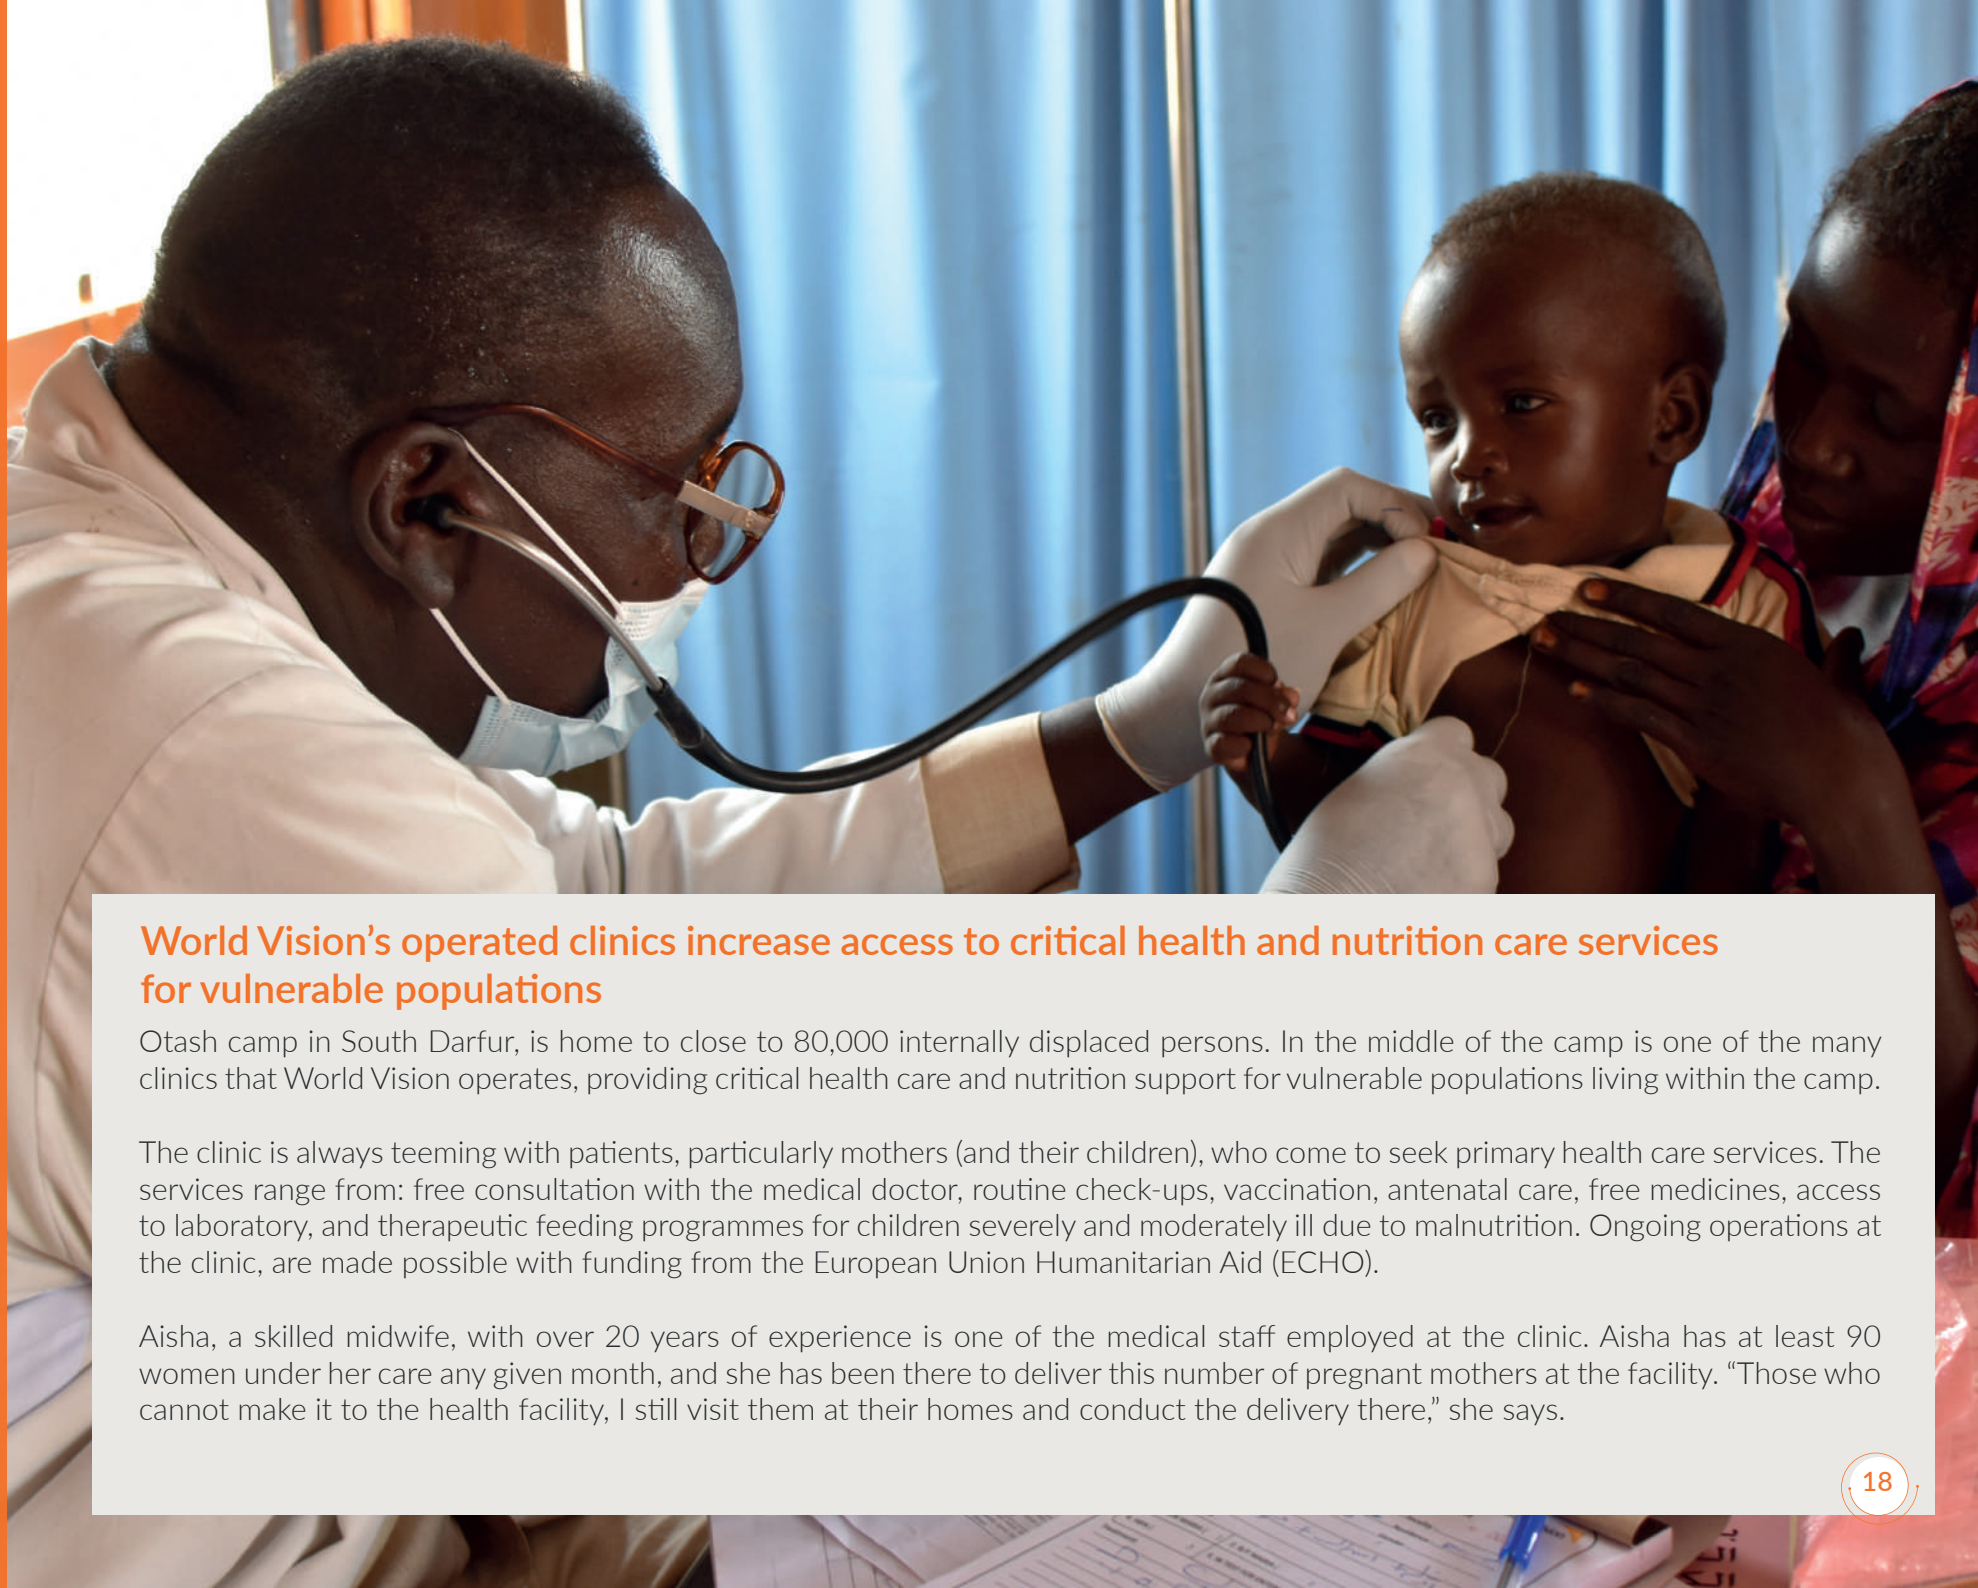 World Vision’s operated clinics increase access to critical health and nutrition care services
for vulnerable populations
Otash camp in South Darfur, is home to close to 80,000 internally displaced persons. In the middle of the camp is one of the many
clinics that World Vision operates, providing critical health care and nutrition support for vulnerable populations living within the camp.
The clinic is always teeming with patients, particularly mothers (and their children), who come to seek primary health care services. The
services range from: free consultation with the medical doctor, routine check-ups, vaccination, antenatal care, free medicines, access
to laboratory, and therapeutic feeding programmes for children severely and moderately ill due to malnutrition. Ongoing operations at
the clinic, are made possible with funding from the European Union Humanitarian Aid (ECHO).
Aisha, a skilled midwife, with over 20 years of experience is one of the medical staff employed at the clinic. Aisha has at least 90
women under her care any given month, and she has been there to deliver this number of pregnant mothers at the facility. “Those who
cannot make it to the health facility, I still visit them at their homes and conduct the delivery there,” she says.
18